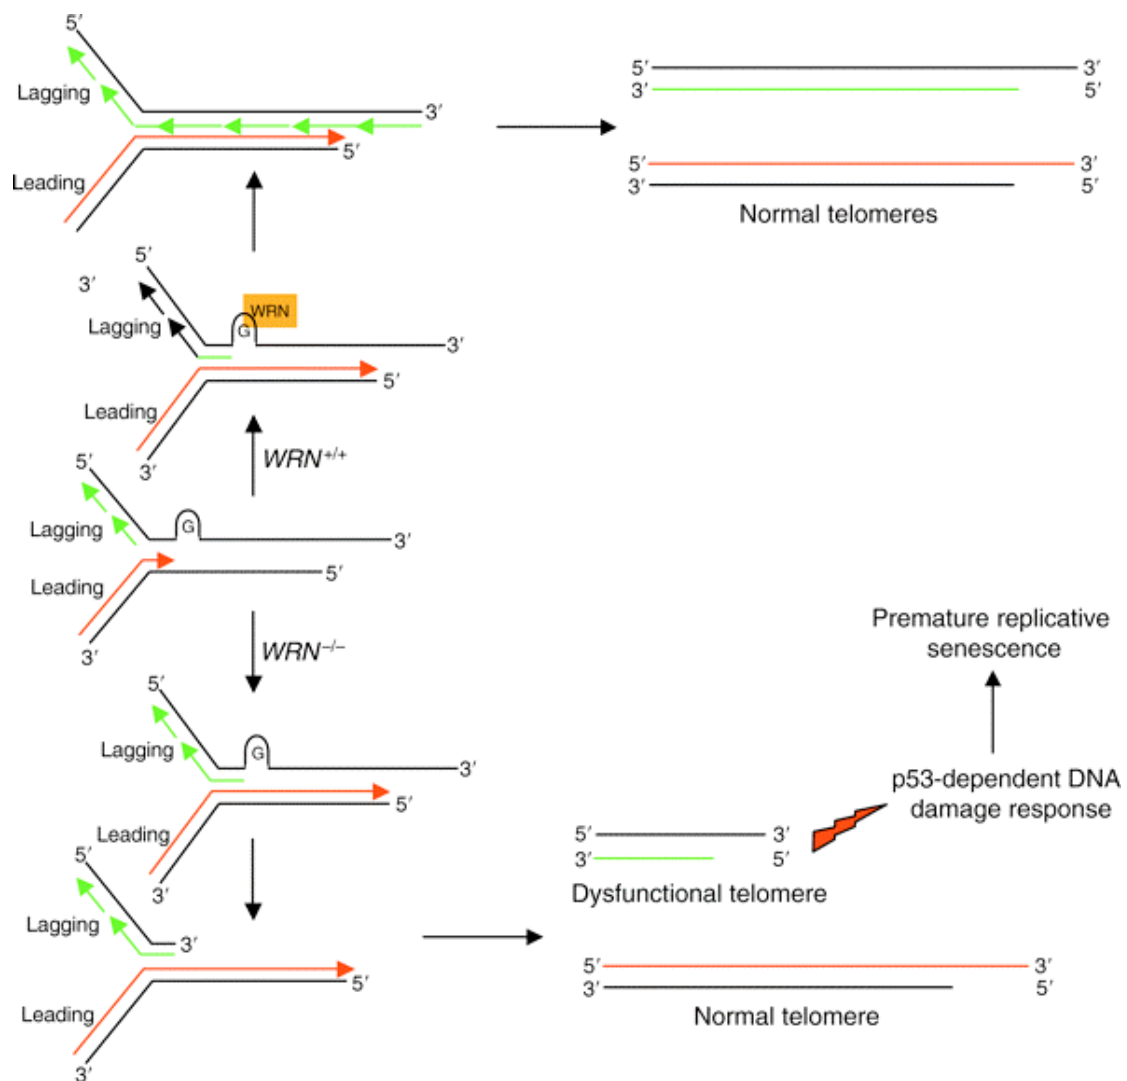 5′
Lagging
3′
5′
Leading
5′ 3′
3′ 5′
5′ 3′
3′ 5′
Normal telomeres
5′
3′
WRN
G
Lagging
3′
5′
Leading
3′
WRN+/+
5′
G
Lagging
3′
5′
Leading
3′
WRN–/–
5′
G
Lagging
3′
5′
Leading
3′
5′
Lagging
3′
5′
Leading
3′
Premature replicative
senescence
p53-dependent DNA
damage response
5′ 3′
3′ 5′
Dysfunctional telomere
5′ 3′
3′ 5′
Normal telomere